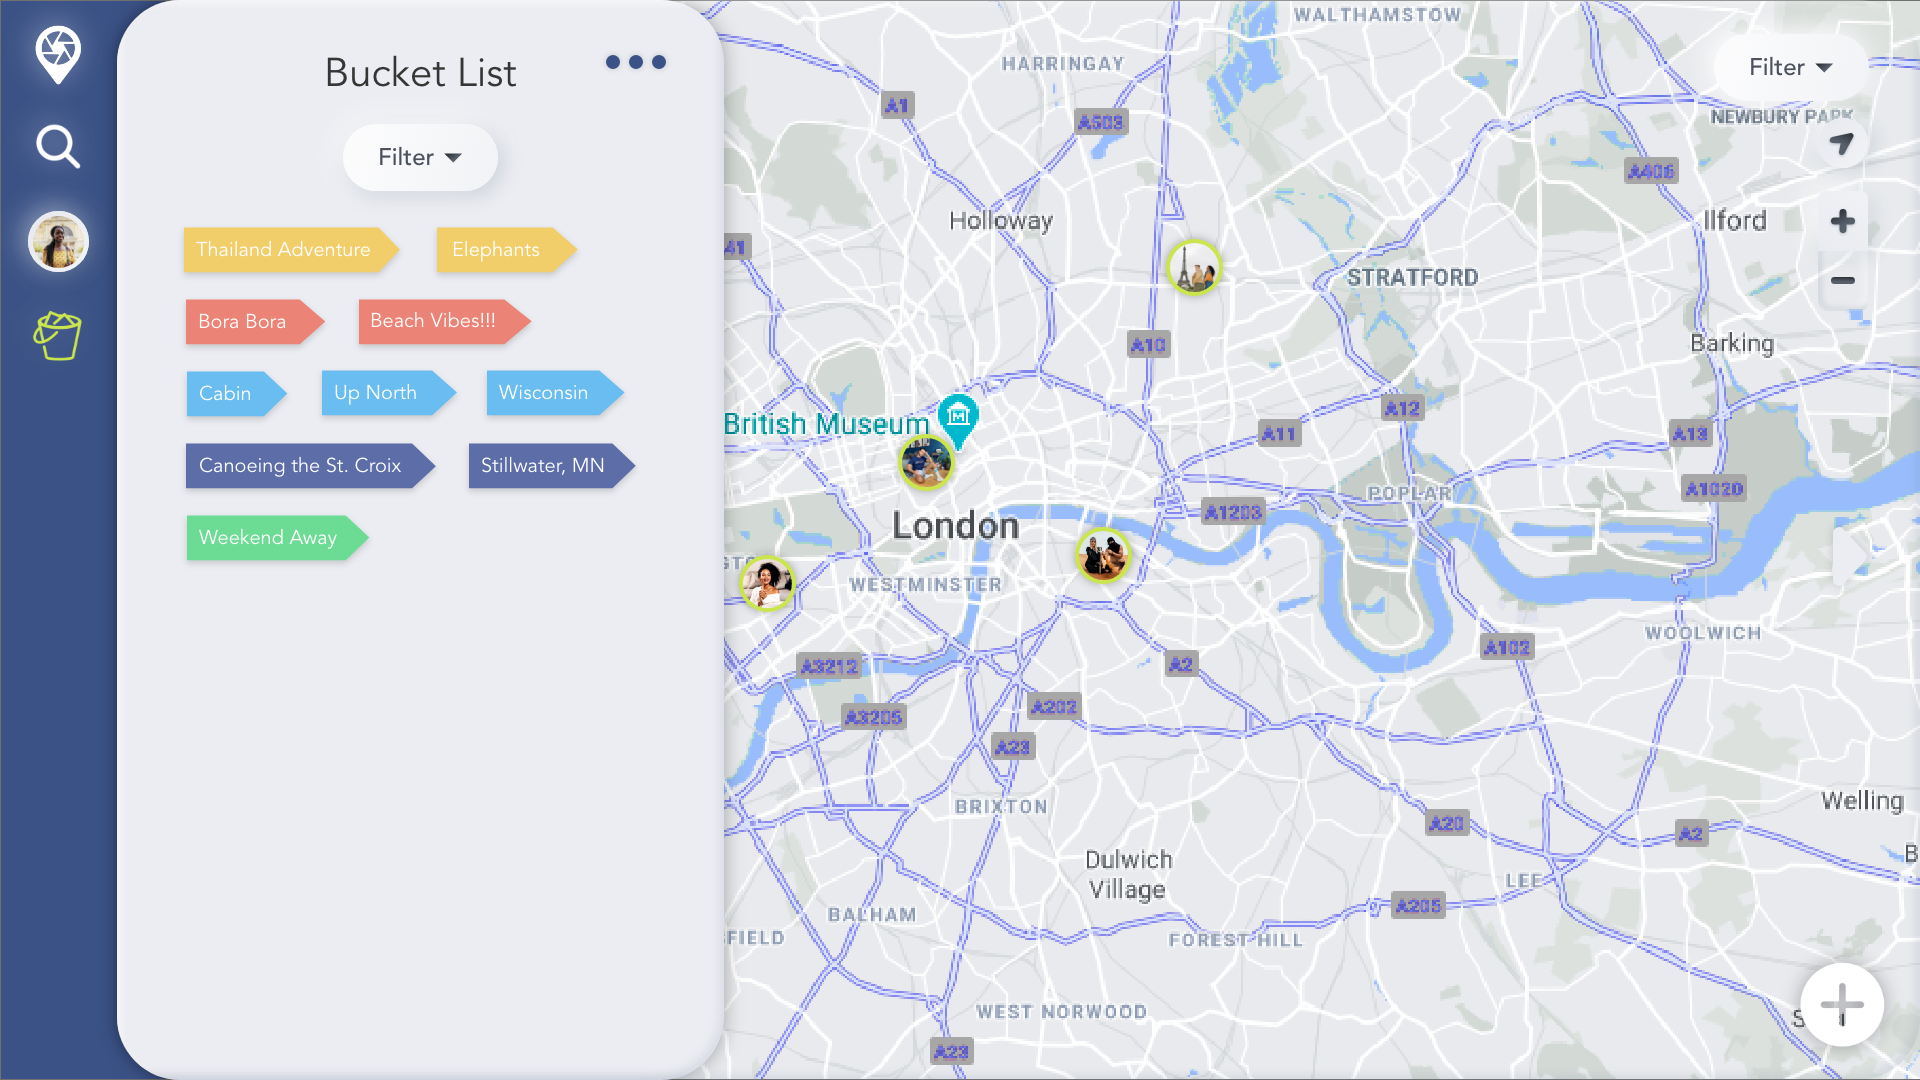 Bucket List
Filter
Thailand Adventure
Elephants
Bora Bora
Beach Vibes!!!
Cabin
Up North
Wisconsin
Canoeing the St. Croix
Stillwater, MN
Weekend Away
WALTHAMSTOW
HARRINGAY
Filter
A1
A503
NEWBURY PARK
A406
Holloway
Ilford
41
STRATFORD
A10
Barking
British Museum
A12
A11
A13
POPLAR
A1020
A1203
London
WESTMINSTER
WOOLWICH
A102
A3212
A2
A202
A3205
A23
BRIXTON
Welling
A20
A2
Dulwich
Village
LEE
A205
BALHAM
FIELD
FOREST HILL
WEST NORWOOD
A23